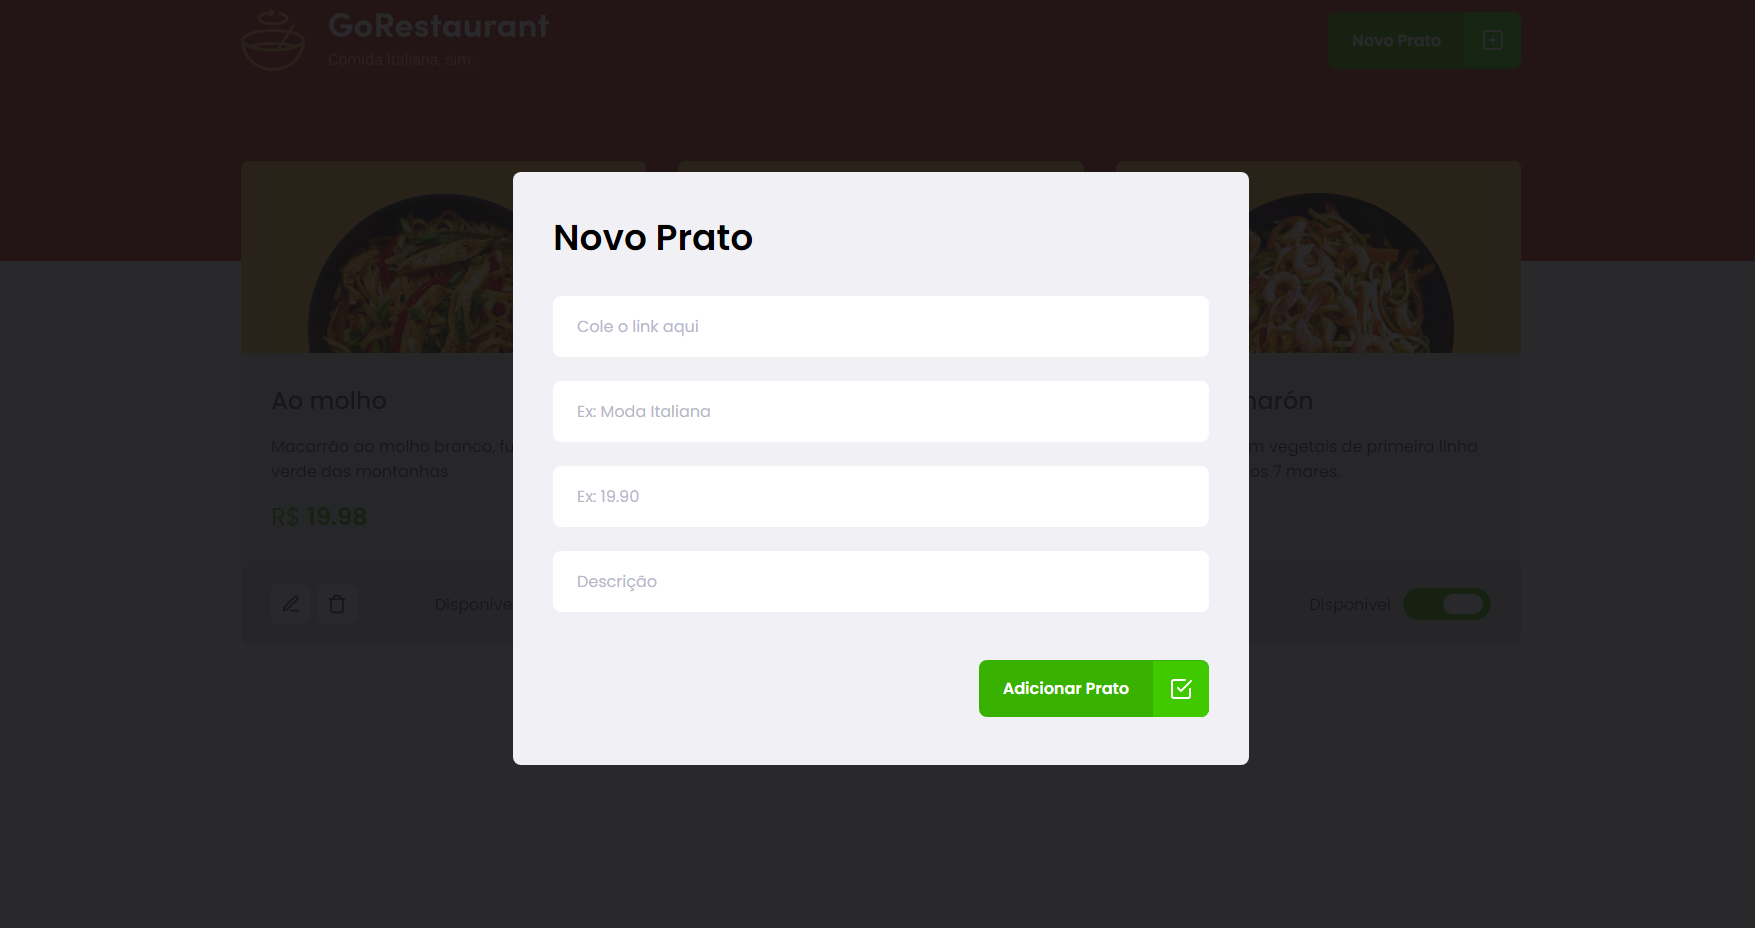 GoRestaurant
Comida Italiana, sim
Novo Prato
Novo Prato
Cole o link aqui
Ex: Moda Italiana
Ex: 19.90
Descrição
Adicionar Prato
Ao molho
Macarrão ao molho branco, fu
verde das montanhas
R$ 19.98
Disponíve
narón
m vegetais de primeira linha
os 7 mares.
Disponível